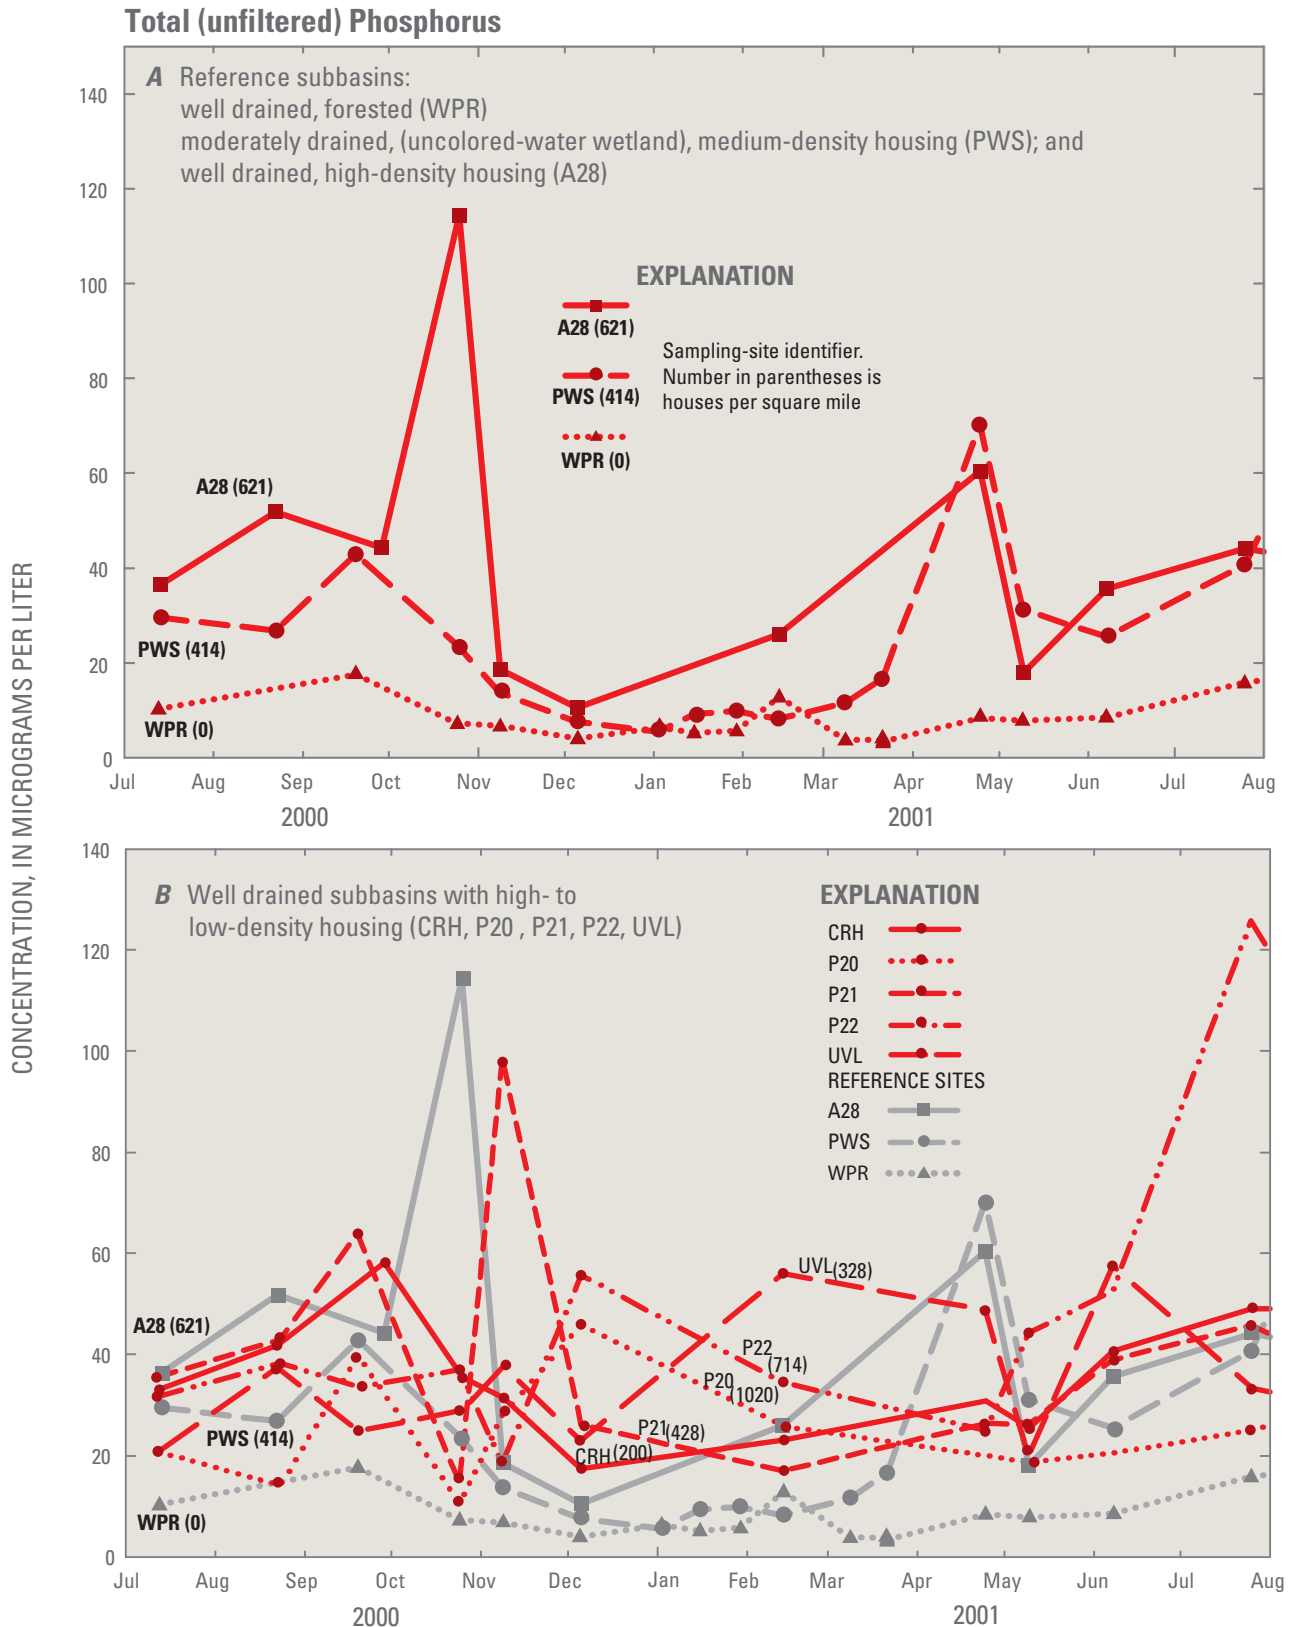 Total (unfiltered) Phosphorus
CONCENTRATION, IN MICROGRAMS PER LITER
A Reference subbasins:
well drained, forested (WPR)
moderately drained, (uncolored-water wetland), medium-density housing (PWS); and
well drained, high-density housing (A28)
140
120
100
80
60
40
20
0
EXPLANATION
A28 (621)
PWS (414)
WPR (0)
Sampling-site identifier.
Number in parentheses is
houses per square mile
A28 (621)
PWS (414)
WPR (0)
Jul Aug Sep Oct Nov Dec Jan Feb Mar Apr May Jun Jul Aug
2000 2001
B Well drained subbasins with high- to
low-density housing (CRH, P20 , P21, P22, UVL)
140
120
100
80
60
40
20
0
EXPLANATION
CRH
P20
P21
P22
UVL
REFERENCE SITES
A28
PWS
WPR
UVL(328)
A28 (621)
P22
(714)
P20
(1020)
P21(428)
PWS (414)
CRH(200)
WPR (0)
Jul Aug Sep Oct Nov Dec Jan Feb Mar Apr May Jun Jul Aug
2000 2001